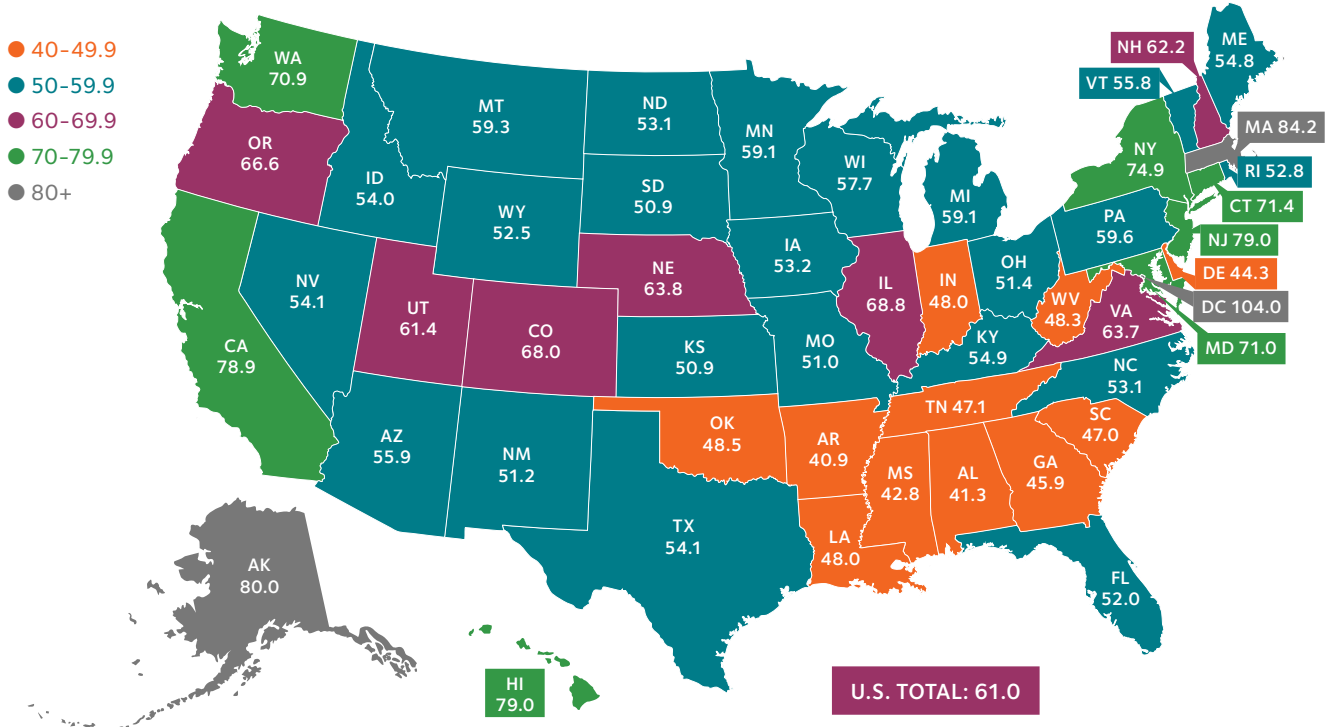 40–49.9
50–59.9
60–69.9
70–79.9
80+
WA
70.9
OR
66.6
CA
78.9
ID
54.0
NV
54.1
MT
59.3
WY
52.5
UT
61.4
CO
68.0
AZ
55.9
NM
51.2
ND
53.1
SD
50.9
NE
63.8
KS
50.9
OK
48.5
TX
54.1
MN
59.1
IA
53.2
MO
51.0
AR
40.9
LA
48.0
WI
57.7
IL
68.8
MI
59.1
IN
48.0
OH
51.4
KY
54.9
TN 47.1
MS
42.8
AL
41.3
GA
45.9
FL
52.0
SC
47.0
NC
53.1
VA
63.7
WV
48.3
PA
59.6
NY
74.9
VT 55.8
NH 62.2
ME
54.8
MA 84.2
RI 52.8
CT 71.4
NJ 79.0
DE 44.3
DC 104.0
MD 71.0
AK
80.0
HI
79.0
U.S. TOTAL: 61.0